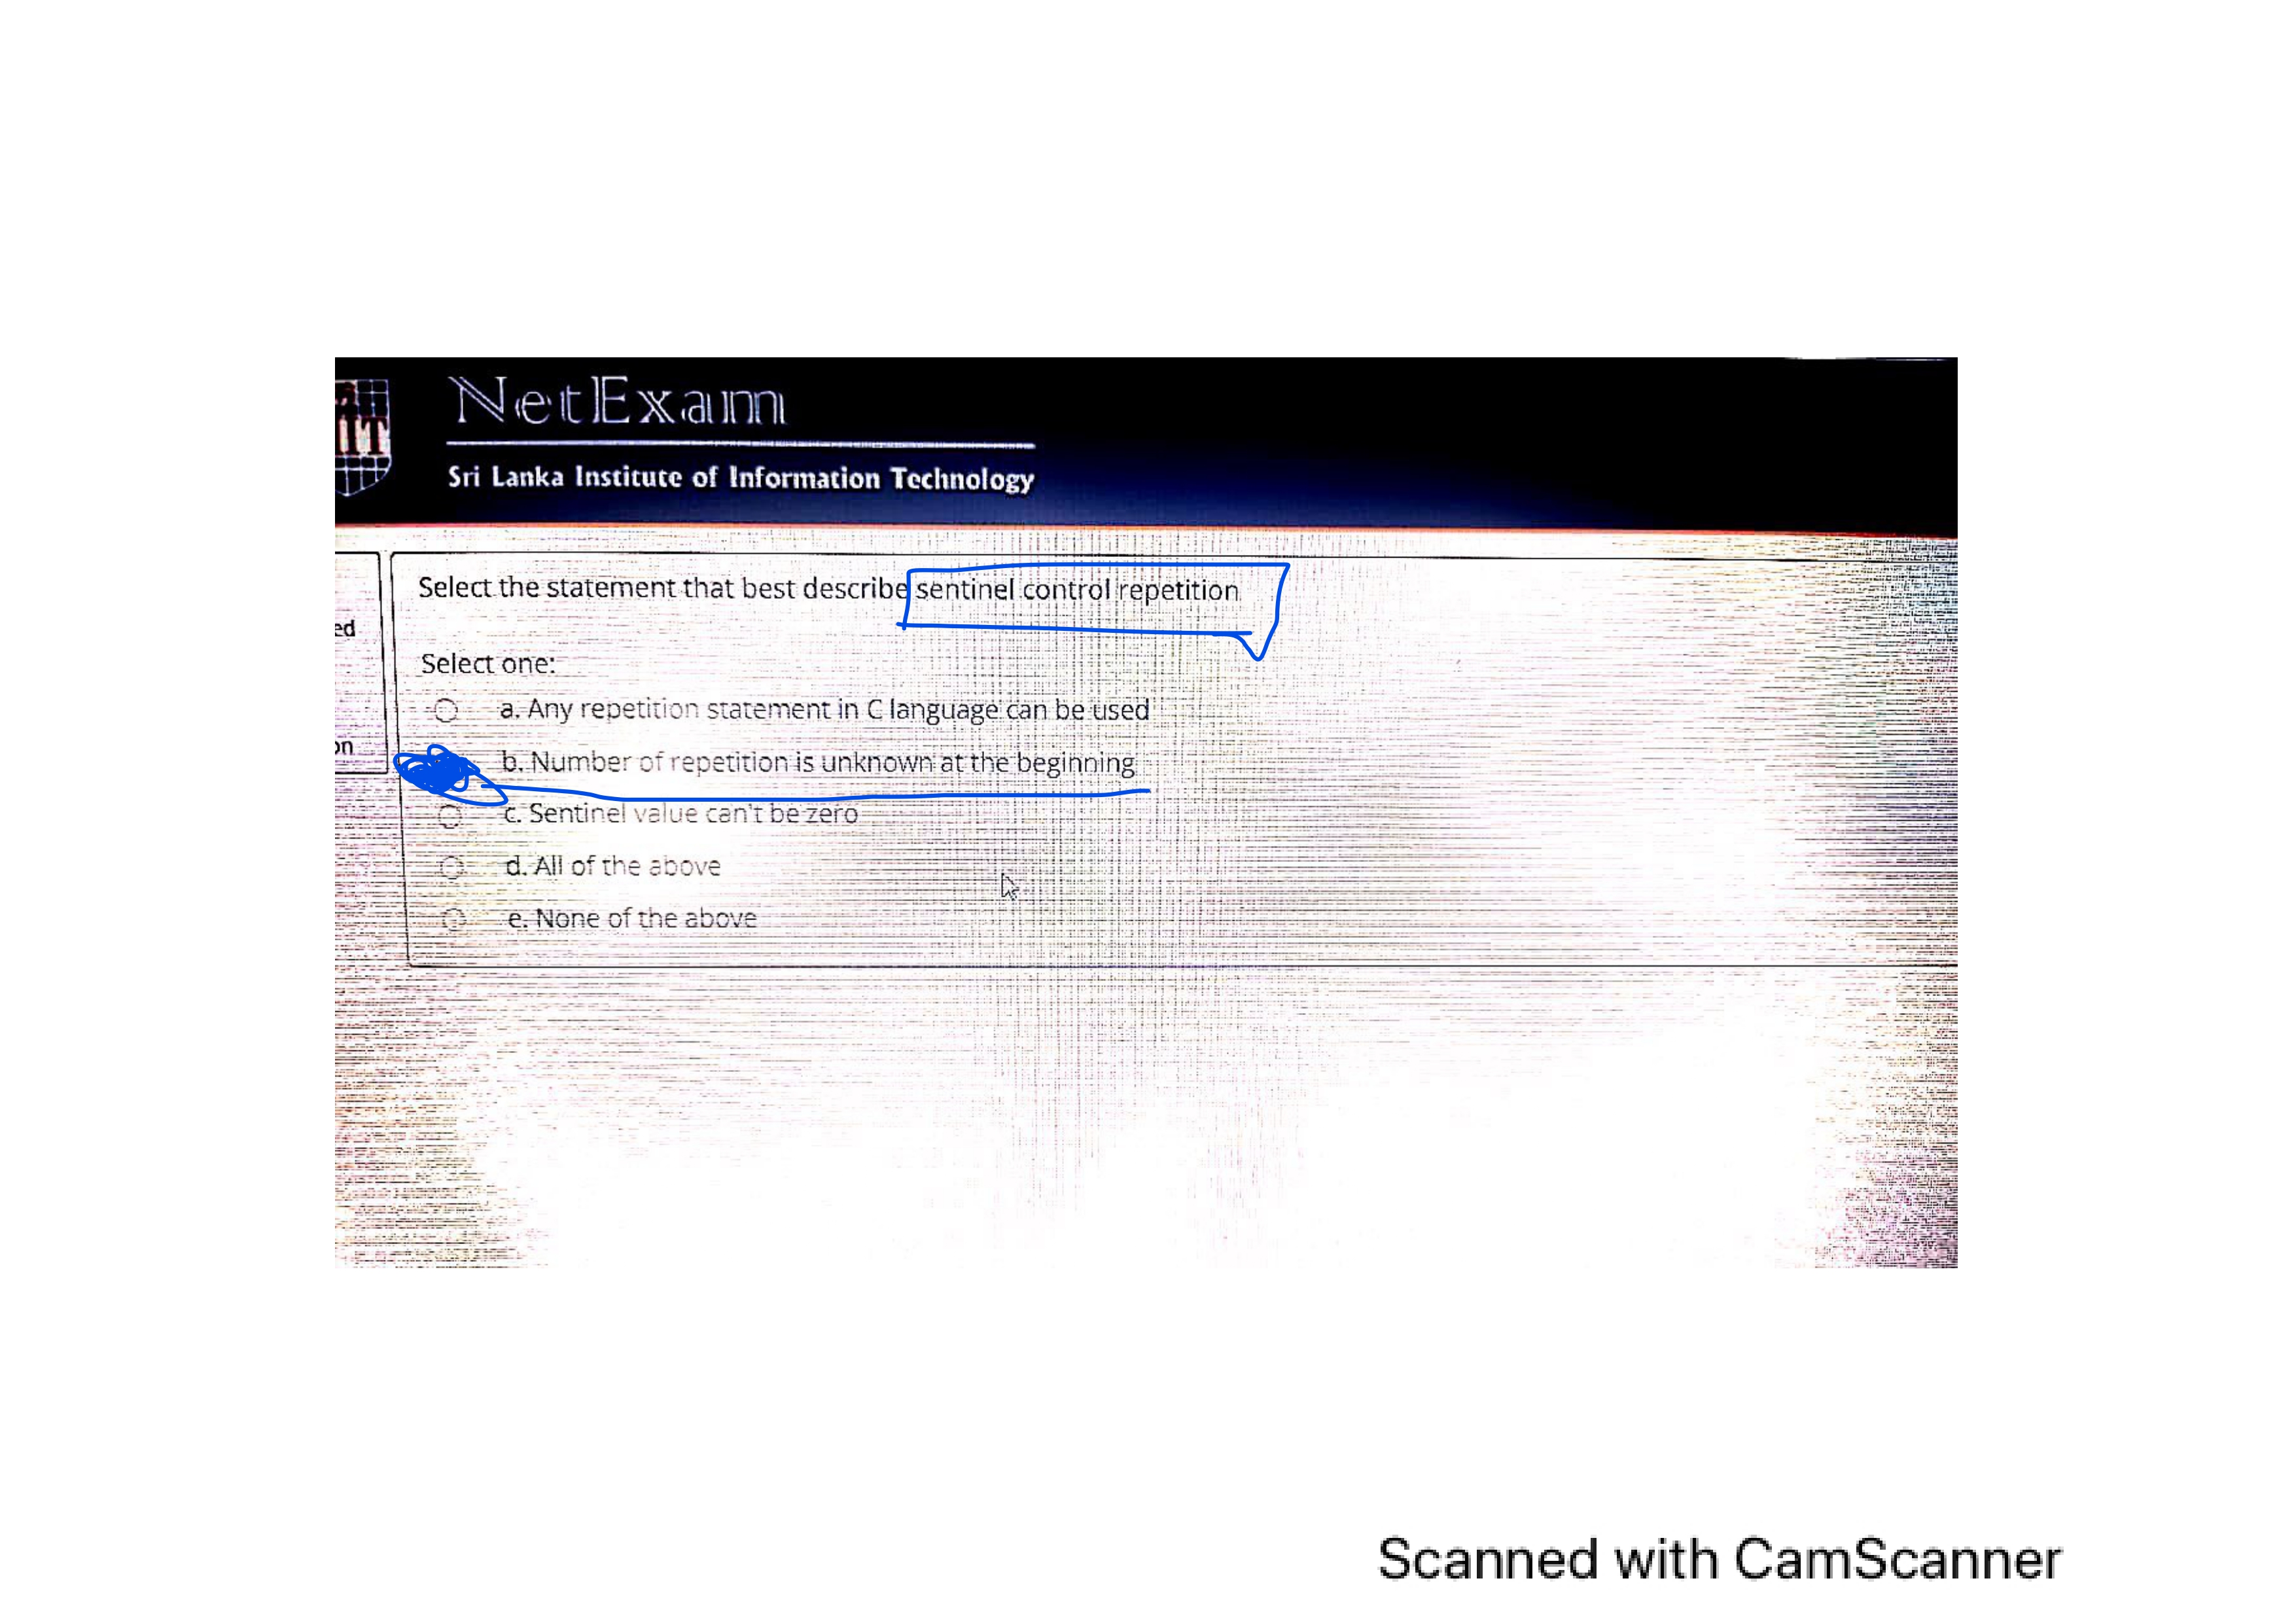 NetExam
IIT
Sri Lanka Institute of Information Technology
Select the statement that best describe sentinel control repetition
ed
Select one:
a. Any repetition statement in C language can be used
on
b. Number of repetition is unknown at the beginning
c. Sentinel value can't be zero
d. All of the above
e. None of the above
Scanned with CamScanner